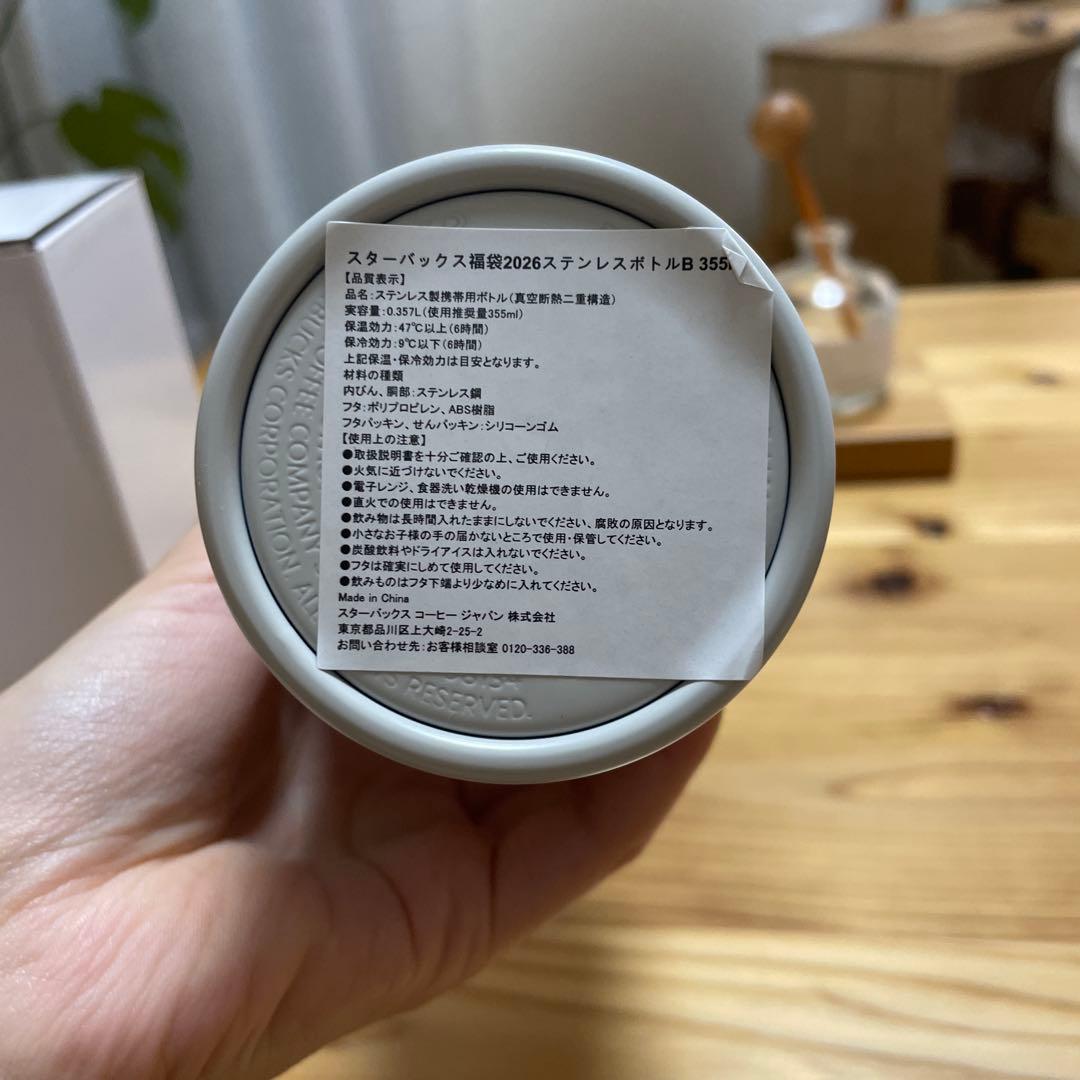 スターバックス福袋2026ステンレスボトルB 355
【品質表示】
品名：ステンレス製携帯用ボトル（真空断熱二重構造）
実容量：0.357L（使用推奨量355ml）
保温効力：47℃以上（6時間）
保冷効力：9℃以下（6時間）
上記保温・保冷効力は目安となります。
材料の種類
内びん、胴部：ステンレス鋼
フタ：ポリプロピレン、ABS樹脂
フタパッキン、せんパッキン：シリコーンゴム
【使用上の注意】
●取扱説明書を十分ご確認の上、ご使用ください。
●火気に近づけないでください。
●電子レンジ、食器洗い乾燥機の使用はできません。
●直火での使用はできません。
●飲み物は長時間入れたままにしないでください、腐敗の原因となります。
●小さなお子様の手の届かないところで使用・保管してください。
●炭酸飲料やドライアイスは入れないでください。
●フタは確実にしめて使用してください。
●飲みものはフタ下端より少なめに入れてください。
Made in China
スターバックス コーヒー ジャパン 株式会社
東京都品川区上大崎2-25-2
お問い合わせ先：お客様相談室 0120-336-388
COMPANY
BUCKS CORPORATION.
RESERVED.